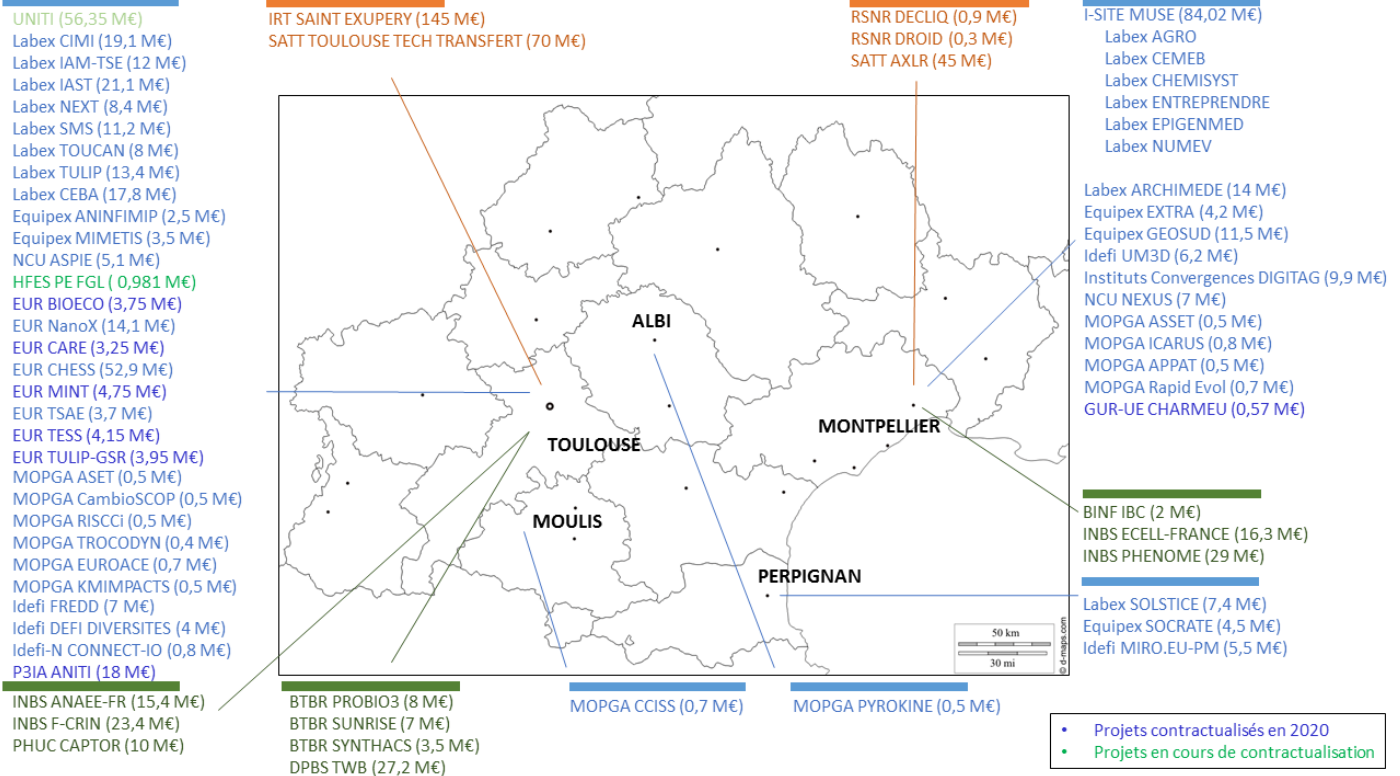 UNITI (56,35 M€)
Labex CIMI (19,1 M€)
Labex IAM-TSE (12 M€)
Labex IAST (21,1 M€)
Labex NEXT (8,4 M€)
Labex SMS (11,2 M€)
Labex TOUCAN (8 M€)
Labex TULIP (13,4 M€)
Labex CEBA (17,8 M€)
Equipex ANINFIMIP (2,5 M€)
Equipex MIMETIS (3,5 M€)
NCU ASPIE (5,1 M€)
HFES PE FGL ( 0,981 M€)
EUR BIOECO (3,75 M€)
EUR NanoX (14,1 M€)
EUR CARE (3,25 M€)
EUR CHESS (52,9 M€)
EUR MINT (4,75 M€)
EUR TSAE (3,7 M€)
EUR TESS (4,15 M€)
EUR TULIP-GSR (3,95 M€)
MOPGA ASET (0,5 M€)
MOPGA CambioSCOP (0,5 M€)
MOPGA RISCCi (0,5 M€)
MOPGA TROCODYN (0,4 M€)
MOPGA EUROACE (0,7 M€)
MOPGA KMIMPACTS (0,5 M€)
Idefi FREDD (7 M€)
Idefi DEFI DIVERSITES (4 M€)
Idefi-N CONNECT-IO (0,8 M€)
P3IA ANITI (18 M€)
INBS ANAEE-FR (15,4 M€)
INBS F-CRIN (23,4 M€)
PHUC CAPTOR (10 M€)
IRT SAINT EXUPERY (145 M€)
SATT TOULOUSE TECH TRANSFERT (70 M€)
RSNR DECLIQ (0,9 M€)
RSNR DROID (0,3 M€)
SATT AXLR (45 M€)
I-SITE MUSE (84,02 M€)
Labex AGRO
Labex CEMEB
Labex CHEMISYST
Labex ENTREPRENDRE
Labex EPIGENMED
Labex NUMEV
Labex ARCHIMEDE (14 M€)
Equipex EXTRA (4,2 M€)
Equipex GEOSUD (11,5 M€)
Idefi UM3D (6,2 M€)
Instituts Convergences DIGITAG (9,9 M€)
NCU NEXUS (7 M€)
MOPGA ASSET (0,5 M€)
MOPGA ICARUS (0,8 M€)
MOPGA APPAT (0,5 M€)
MOPGA Rapid Evol (0,7 M€)
GUR-UE CHARMEU (0,57 M€)
ALBI
MONTPELLIER
TOULOUSE
MOULIS
PERPIGNAN
50 km
30 mi
© d-maps.com
BINF IBC (2 M€)
INBS ECELL-FRANCE (16,3 M€)
INBS PHENOME (29 M€)
Labex SOLSTICE (7,4 M€)
Equipex SOCRATE (4,5 M€)
Idefi MIRO.EU-PM (5,5 M€)
BTBR PROBIO3 (8 M€)
BTBR SUNRISE (7 M€)
BTBR SYNTHACS (3,5 M€)
DPBS TWB (27,2 M€)
MOPGA CCISS (0,7 M€)
MOPGA PYROKINE (0,5 M€)
• Projets contractualisés en 2020
• Projets en cours de contractualisation